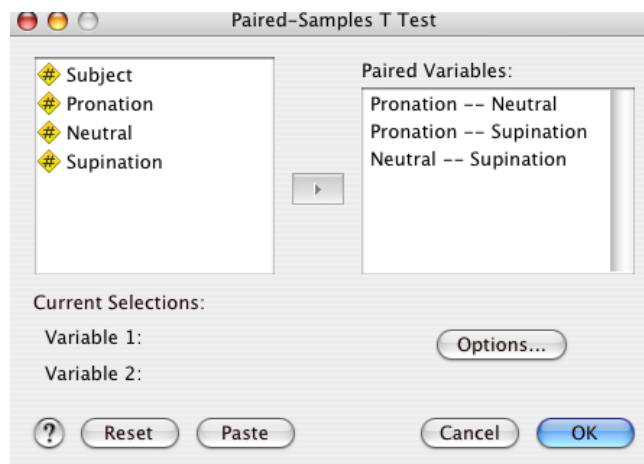 Paired-Samples T Test
Subject
Pronation
Neutral
Supination
Paired Variables:
Pronation -- Neutral
Pronation -- Supination
Neutral -- Supination
Current Selections:
Variable 1:
Variable 2:
Options...
?
Reset
Paste
Cancel
OK